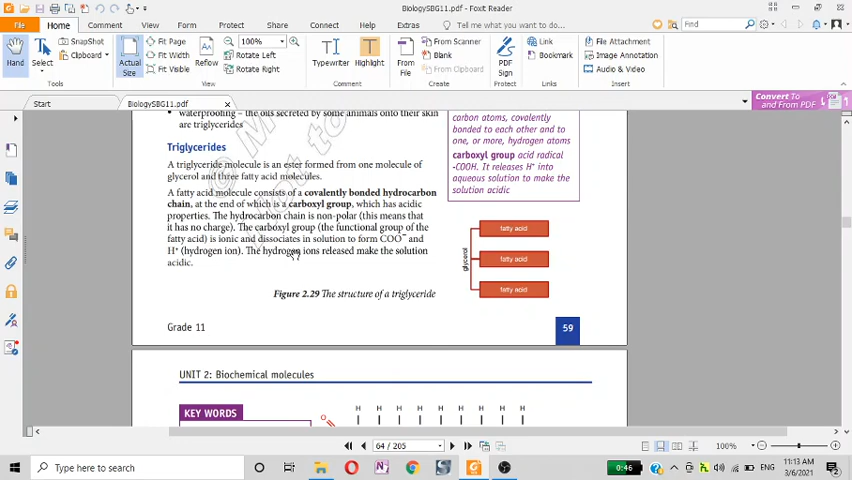 BiologySBG11.pdf - Foxit Reader
File Home Comment View Form Protect Share Connect Help Extras Tell me what you want to do... Find
Hand Select SnapShot Clipboard Actual Size Fit Page Fit Width Fit Visible Reflow 100% Rotate Left Rotate Right Typewriter Highlight From File From Scanner Blank From Clipboard PDF Sign Link Bookmark File Attachment Image Annotation Audio & Video
Tools View Comment Create Protect Links Insert
Start BiologySBG11.pdf Convert To and From PDF
• waterproofing – the oils secreted by some animals onto their skin
are triglycerides
Triglycerides
A triglyceride molecule is an ester formed from one molecule of
glycerol and three fatty acid molecules.
A fatty acid molecule consists of a covalently bonded hydrocarbon
chain, at the end of which is a carboxyl group, which has acidic
properties. The hydrocarbon chain is non-polar (this means that
it has no charge). The carboxyl group (the functional group of the
fatty acid) is ionic and dissociates in solution to form COO⁻ and
H⁺ (hydrogen ion). The hydrogen ions released make the solution
acidic.
carbon atoms, covalently
bonded to each other and to
one, or more, hydrogen atoms
carboxyl group acid radical
-COOH. It releases H⁺ into
aqueous solution to make the
solution acidic
glycerol
fatty acid
fatty acid
fatty acid
Figure 2.29 The structure of a triglyceride
Grade 11
59
UNIT 2: Biochemical molecules
KEY WORDS
O
H H H H H H H H H
64 / 205 100%
Type here to search 0:46 ENG 11:13 AM
3/6/2021